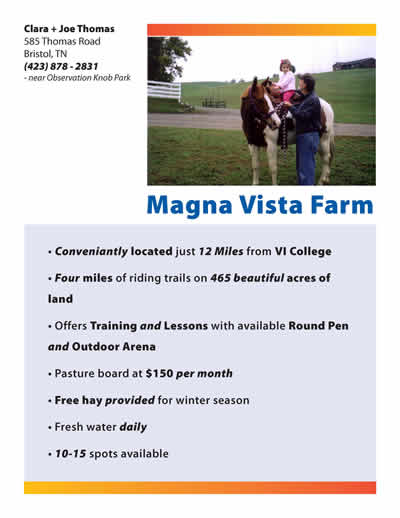 Clara + Joe Thomas
585 Thomas Road
Bristol, TN
(423) 878 - 2831
- near Observation Knob Park
Magna Vista Farm
• Conveniently located just 12 Miles from VI College
• Four miles of riding trails on 465 beautiful acres of
land
• Offers Training and Lessons with available Round Pen
and Outdoor Arena
• Pasture board at $150 per month
• Free hay provided for winter season
• Fresh water daily
• 10-15 spots available